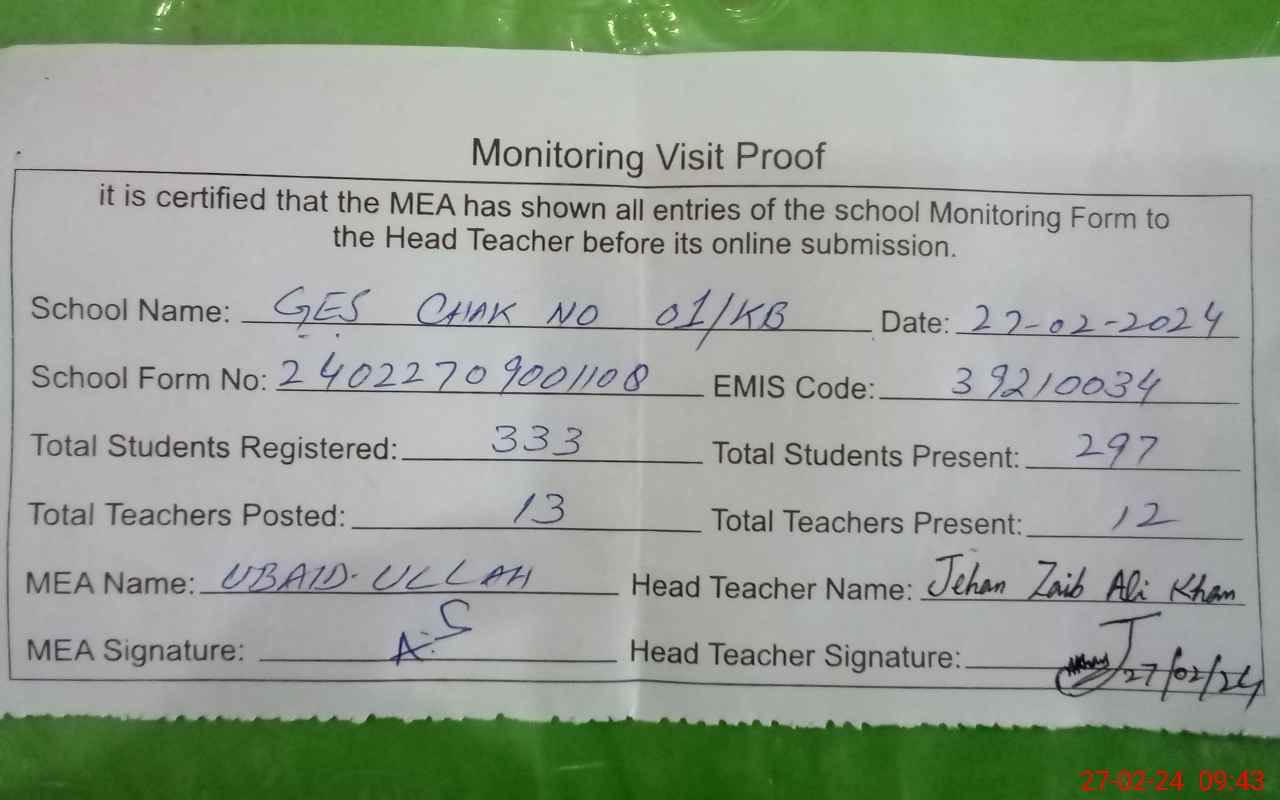 Monitoring Visit Proof
it is certified that the MEA has shown all entries of the school Monitoring Form to
the Head Teacher before its online submission.
School Name: GES CHAK NO 01/KB Date: 27-02-2024
School Form No: 24022709001108 EMIS Code: 39210034
Total Students Registered: 333 Total Students Present: 297
Total Teachers Posted: 13 Total Teachers Present: 12
MEA Name: UBAID-ULLAH Head Teacher Name: Jehan Zaib Ali Khan
MEA Signature: Head Teacher Signature: 27/02/24
27-02-24 09:43